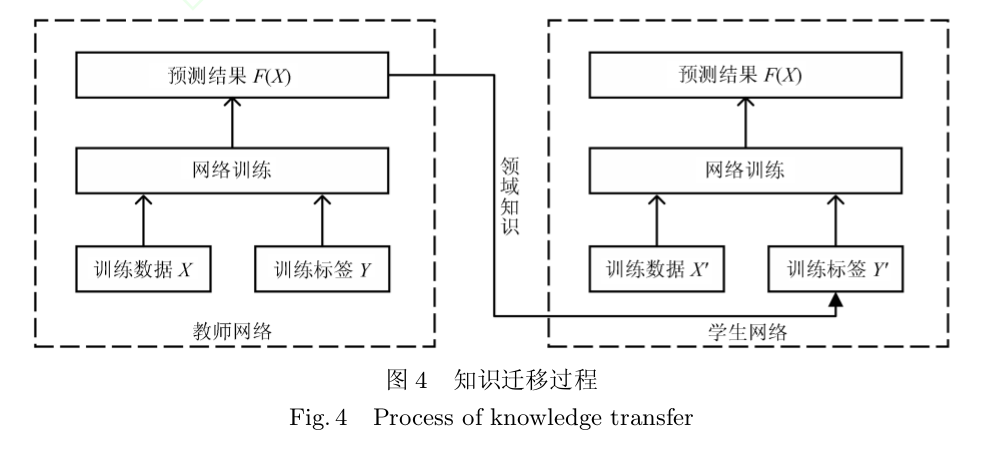 预测结果 F(X)
网络训练
训练数据 X
训练标签 Y
教师网络
领域知识
预测结果 F(X)
网络训练
训练数据 X′
训练标签 Y′
学生网络
图 4 知识迁移过程
Fig. 4 Process of knowledge transfer